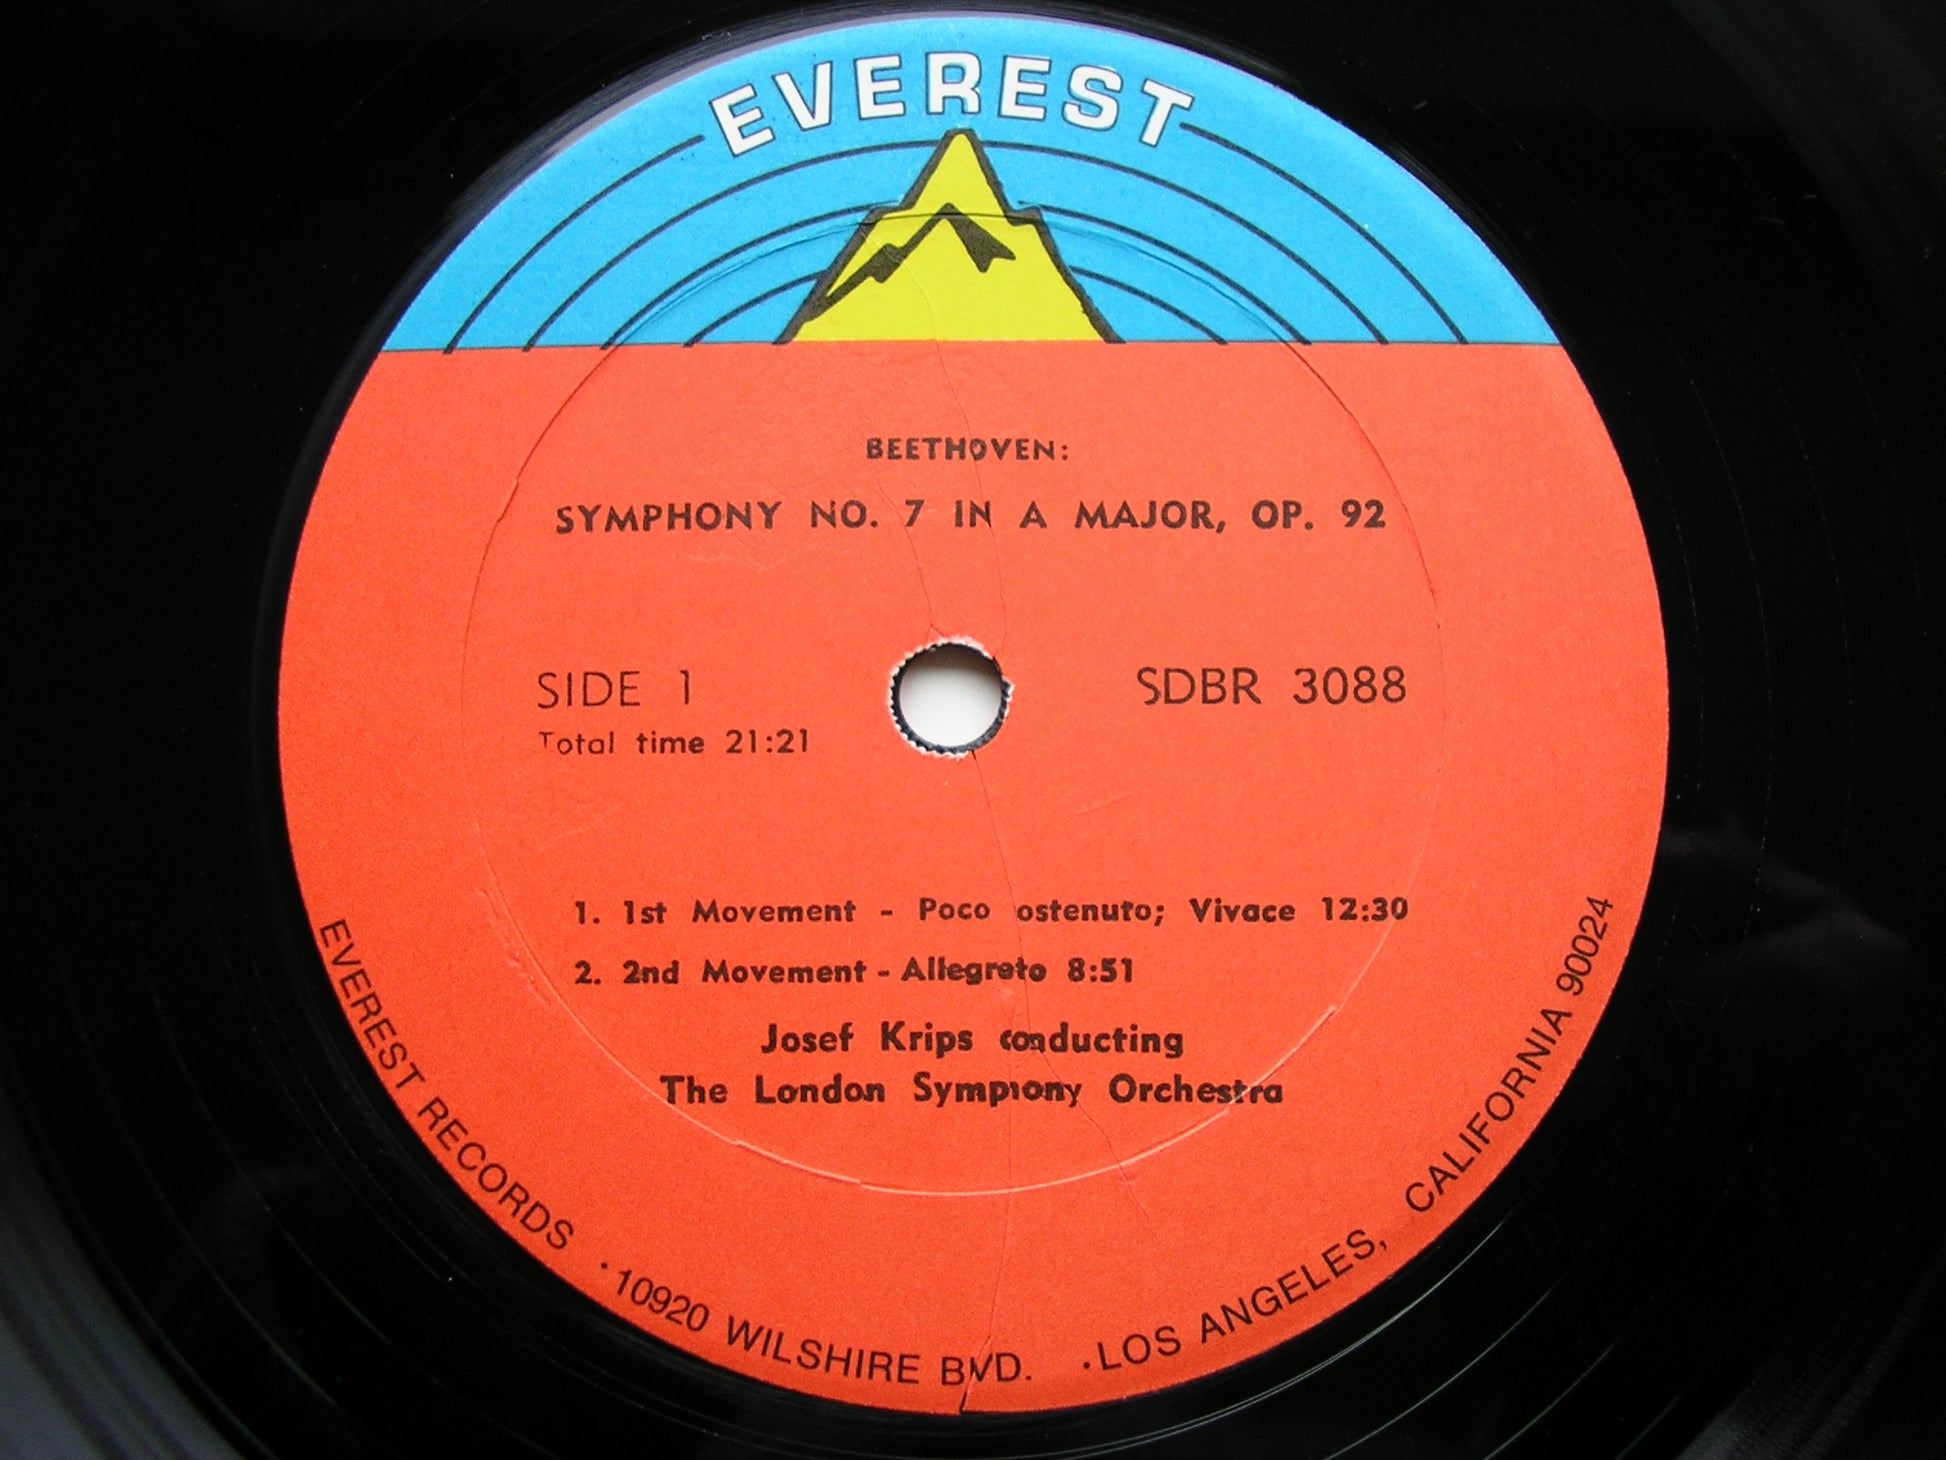 EVEREST
BEETHOVEN:
SYMPHONY NO. 7 IN A MAJOR, OP. 92
SIDE 1
SDBR 3088
Total time 21:21
1. 1st Movement - Poco ostenuto; Vivace 12:30
2. 2nd Movement - Allegreto 8:51
Josef Krips conducting
The London Symphony Orchestra
EVEREST RECORDS · 10920 WILSHIRE BLVD. · LOS ANGELES, CALIFORNIA 90024